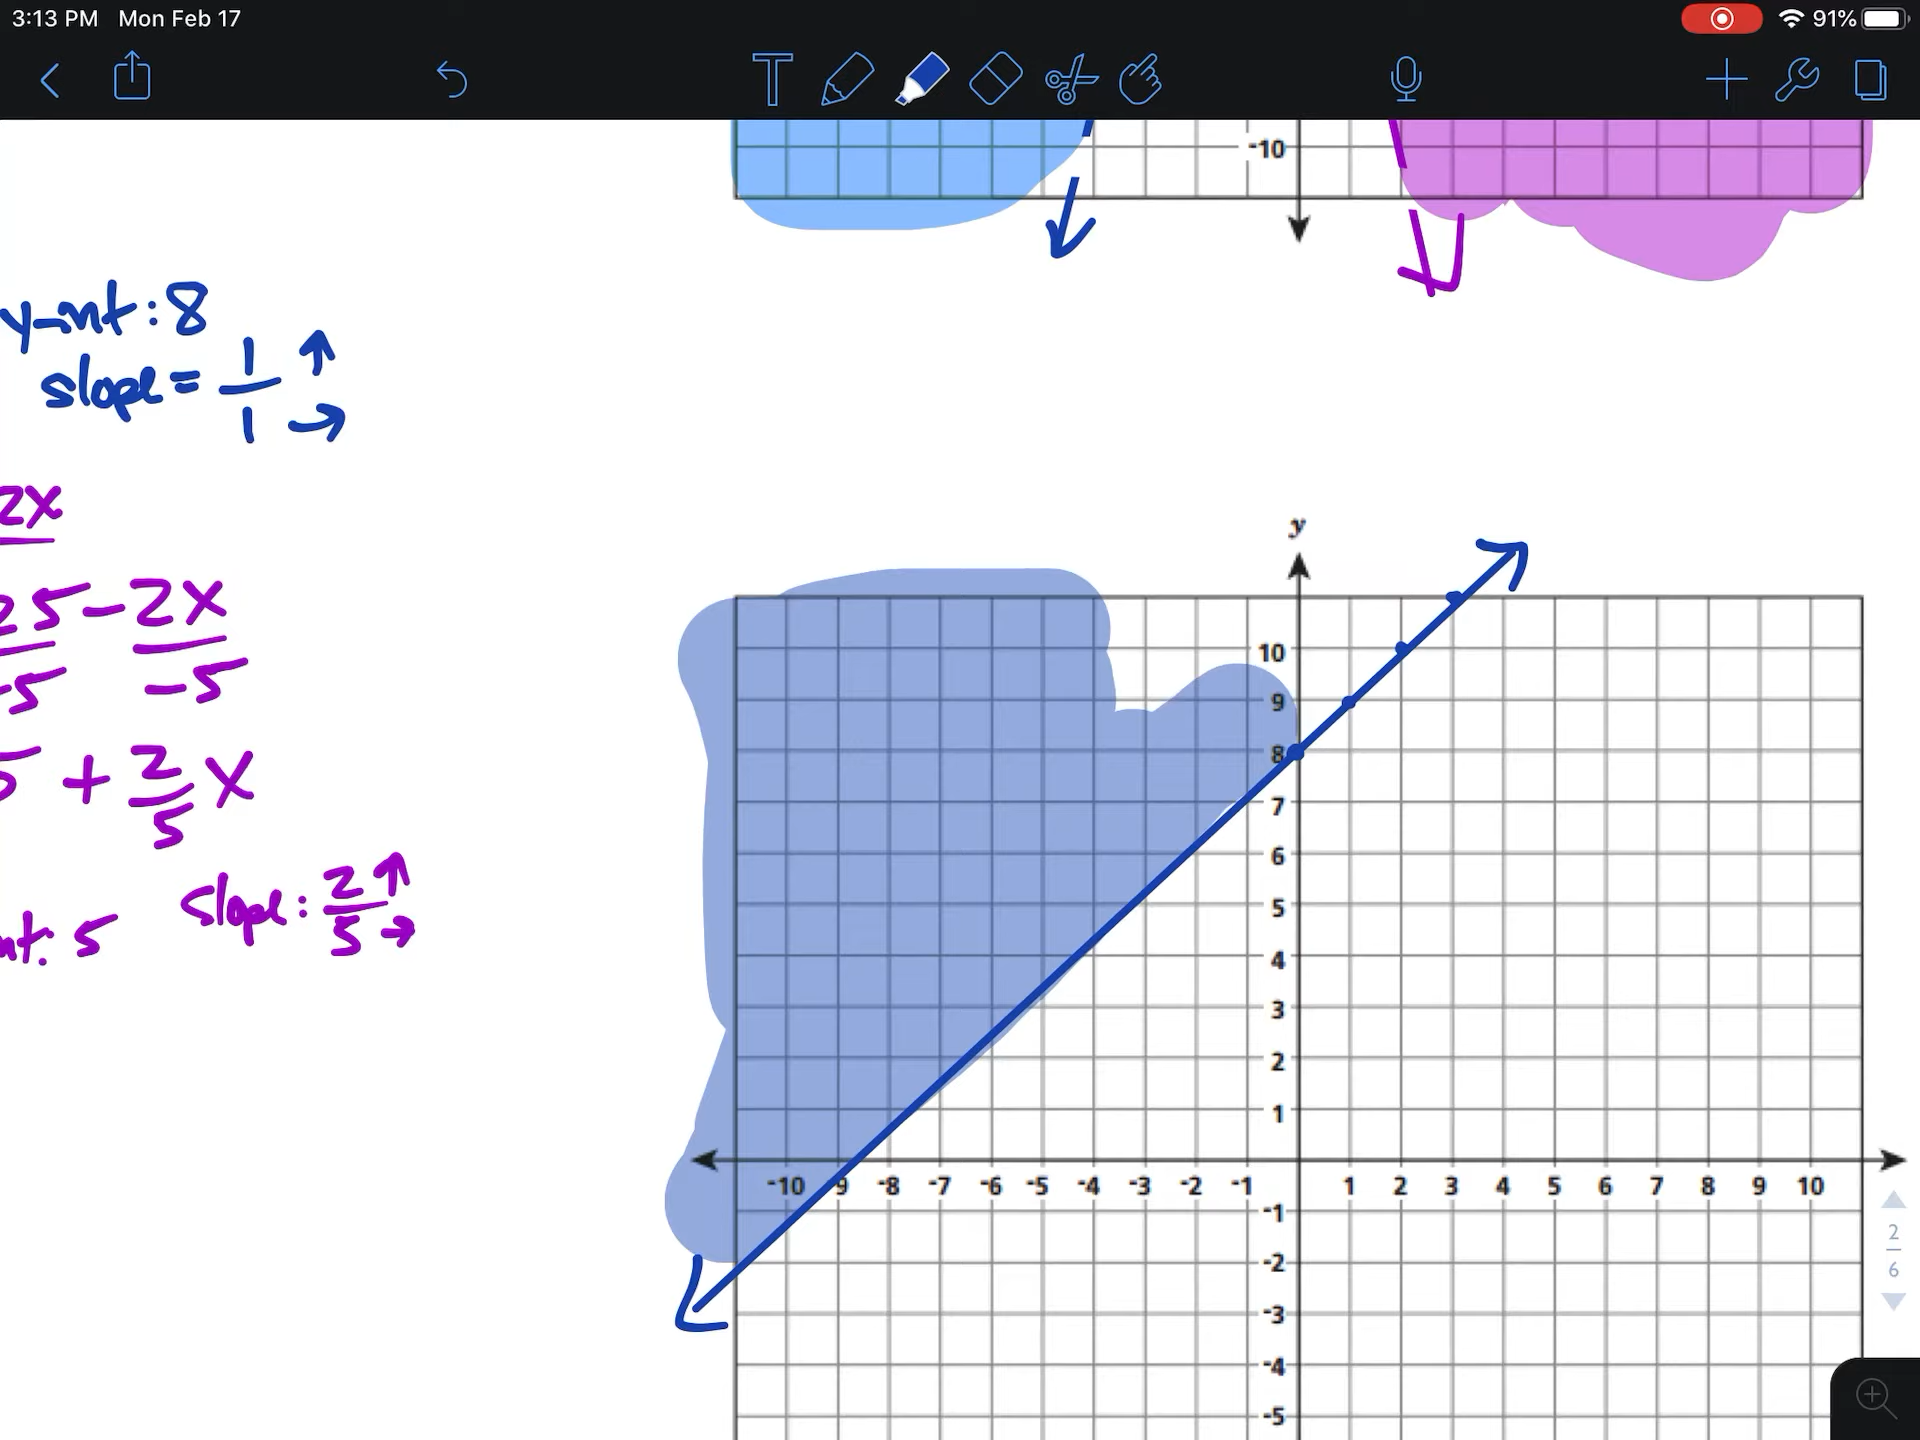 3:13 PM Mon Feb 17
91%
-10
y-int: 8
slope = 1/1
2x
25 - 2x
-5 -5
5 + 2/5 x
slope: 2/5
nt: 5
y
10
9
8
7
6
5
4
3
2
1
-10 9 -8 -7 -6 -5 -4 -3 -2 -1 1 2 3 4 5 6 7 8 9 10
-1
-2
-3
-4
-5
2
6